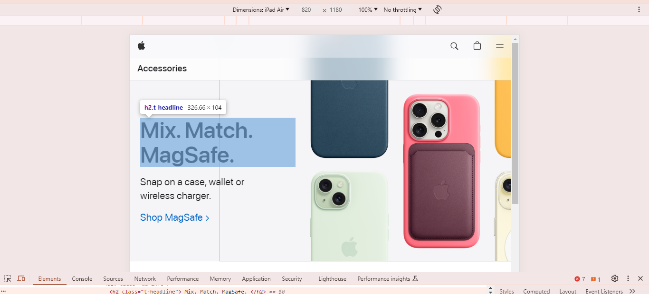 Dimensions: iPad Air ▼ 820 x 1180 100% ▼ No throttling ▼
Accessories
h2.t-headline 326.66 × 104
Mix. Match.
MagSafe.
Snap on a case, wallet or
wireless charger.
Shop MagSafe >
Elements Console Sources Network Performance Memory Application Security Lighthouse Performance insights 7 1
<h2 class="t-headline"> Mix. Match. MagSafe. </h2> == $0
Styles Computed Layout Event Listeners